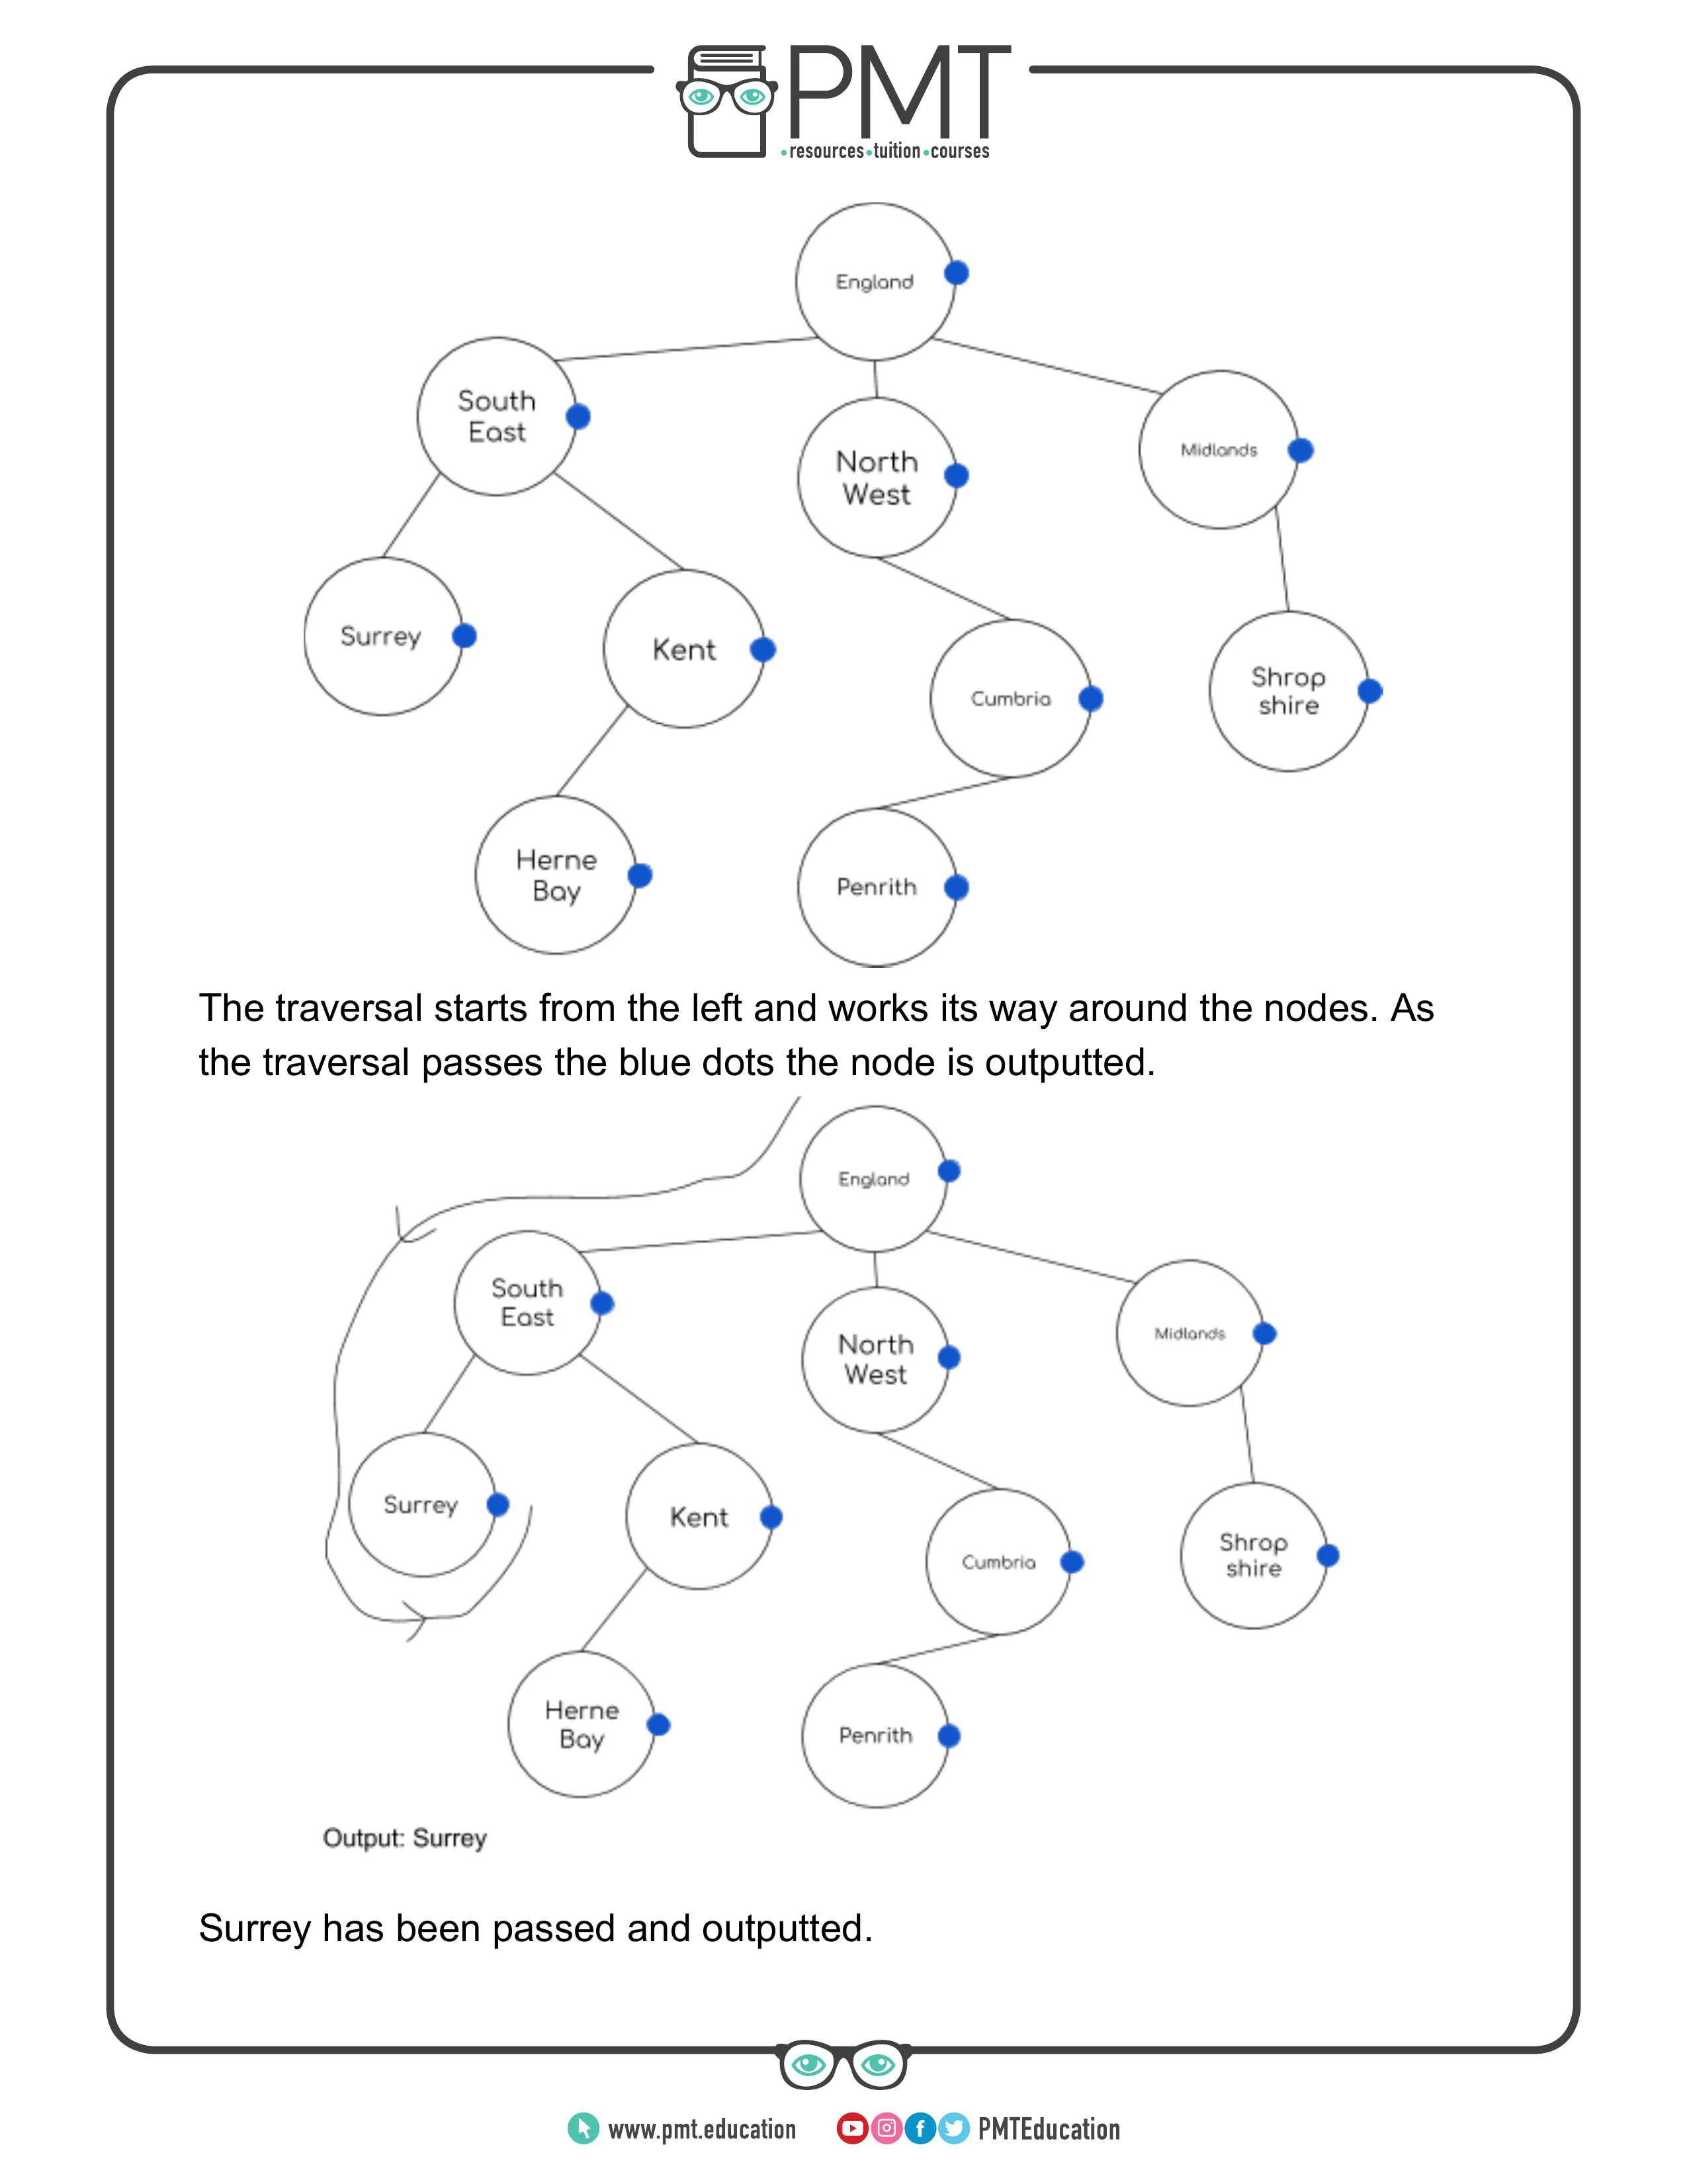 PMT
resources tuition courses
England
South
East
North
West
Midlands
Surrey
Kent
Cumbria
Shrop
shire
Herne
Bay
Penrith
The traversal starts from the left and works its way around the nodes. As
the traversal passes the blue dots the node is outputted.
England
South
East
North
West
Midlands
Surrey
Kent
Cumbria
Shrop
shire
Herne
Bay
Penrith
Output: Surrey
Surrey has been passed and outputted.
www.pmt.education
PMTEducation